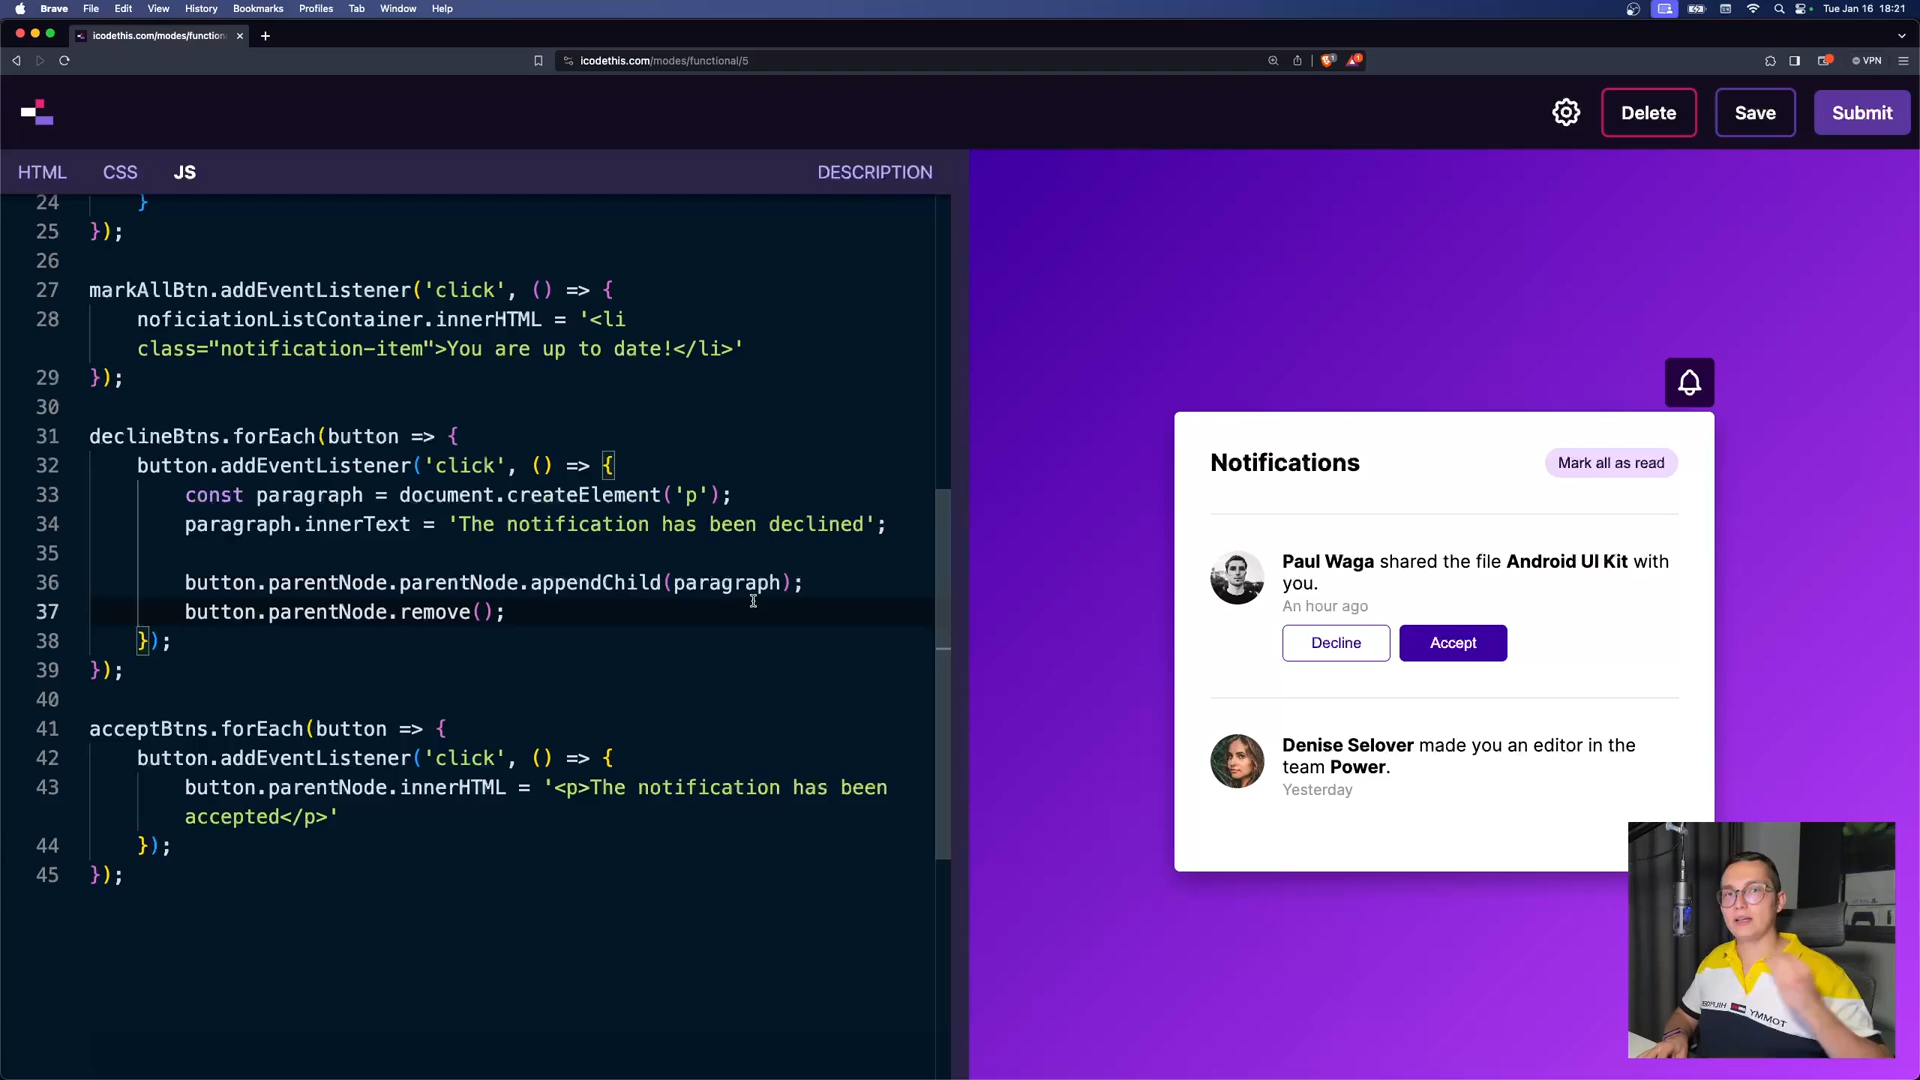 Brave File Edit View History Bookmarks Profiles Tab Window Help
Tue Jan 16 18:21
icodethis.com/modes/function
icodethis.com/modes/functional/5
VPN
Delete
Save
Submit
HTML CSS JS
DESCRIPTION
24 }
25 });
26
27 markAllBtn.addEventListener('click', () => {
28 noficiationListContainer.innerHTML = '<li
class="notification-item">You are up to date!</li>'
29 });
30
31 declineBtns.forEach(button => {
32 button.addEventListener('click', () => {
33 const paragraph = document.createElement('p');
34 paragraph.innerText = 'The notification has been declined';
35
36 button.parentNode.parentNode.appendChild(paragraph);
37 button.parentNode.remove();
38 });
39 });
40
41 acceptBtns.forEach(button => {
42 button.addEventListener('click', () => {
43 button.parentNode.innerHTML = '<p>The notification has been
accepted</p>'
44 });
45 });
Notifications
Mark all as read
Paul Waga shared the file Android UI Kit with
you.
An hour ago
Decline
Accept
Denise Selover made you an editor in the
team Power.
Yesterday